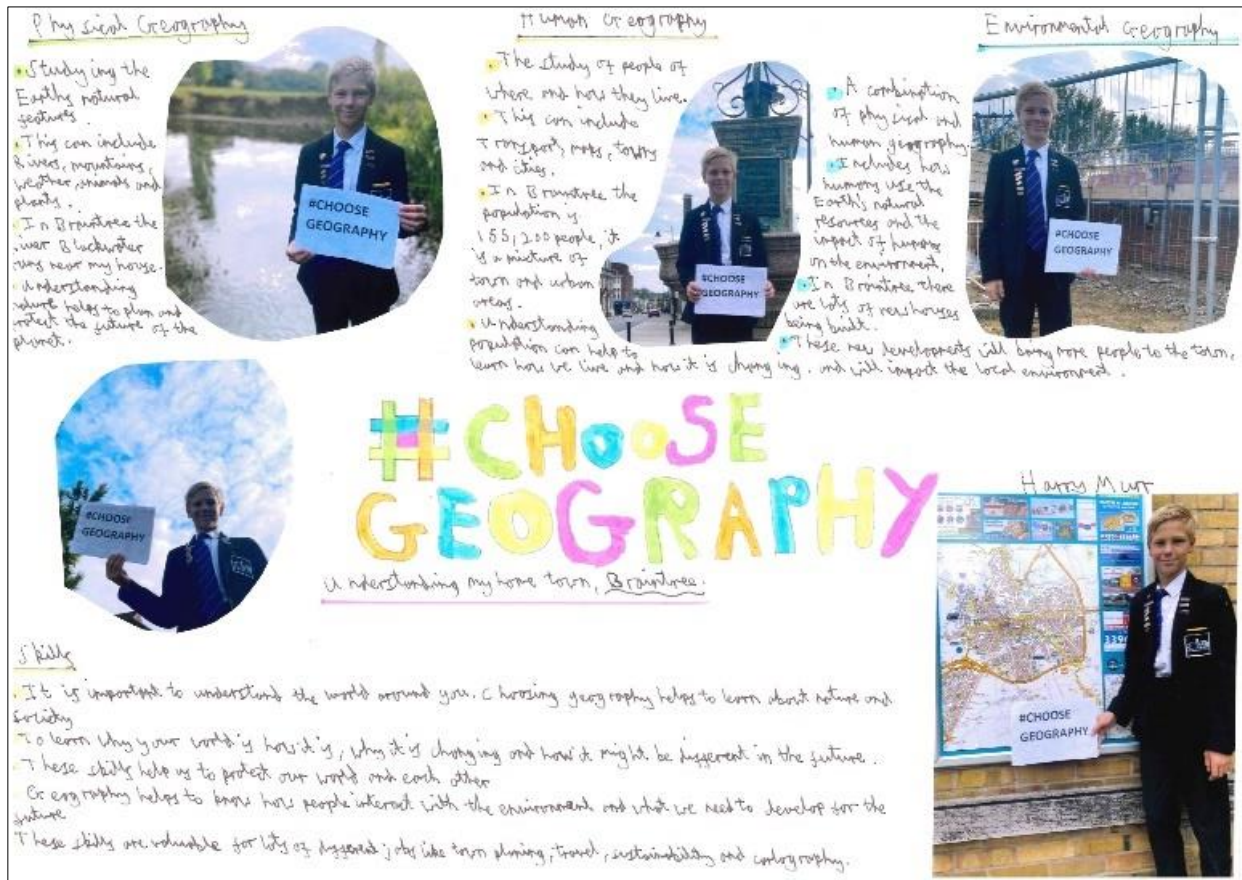 Physical Geography
Studying the
Earth's natural
features.
This can include
Rivers, mountains,
weather, animals and
plants.
In Braintree the
river Blackwater
runs near my house.
Understanding
nature helps to plan and
protect the future of the
planet.
#CHOOSE
GEOGRAPHY
Human Geography
The study of people of
where and how they live.
This can include
Transport, maps, towns
and cities.
In Braintree the
population is
155,200 people, it
is a mixture of
town and urban
areas.
Understanding
population can help to
learn how we live and how it is changing.
#CHOOSE
GEOGRAPHY
Environmental Geography
A combination
of physical and
human geography.
Includes how
humans use the
Earth's natural
resources and the
impact of humans
on the environment.
In Braintree there
are lots of new houses
being built.
These new developments will bring more people to the town,
and will impact the local environment.
#CHOOSE
GEOGRAPHY
#CHOOSE
GEOGRAPHY
#CHOOSE
GEOGRAPHY
Understanding my home town, Braintree.
Harry Murr
#CHOOSE
GEOGRAPHY
Skills
It is important to understand the world around you. Choosing geography helps to learn about nature and
society
To learn why your world is how it is, why it is changing and how it might be different in the future.
These skills help us to protect our world and each other
Geography helps to know how people interact with the environment and what we need to develop for the
future
These skills are valuable for lots of different jobs like town planing, travel, sustainability and cartography.